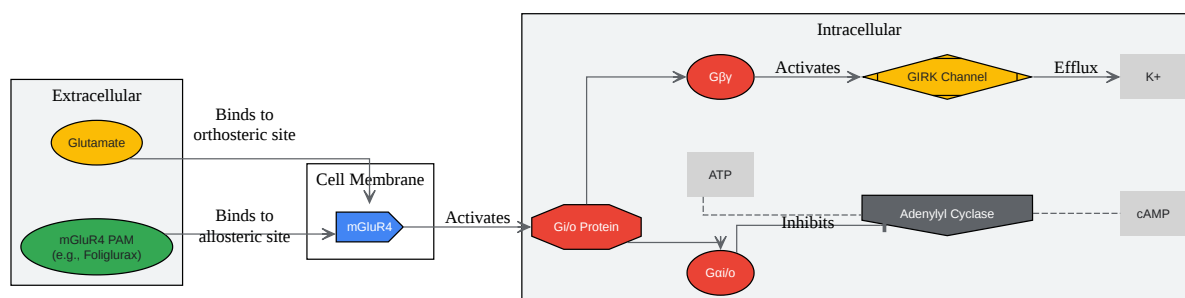 Intracellular
Gβγ
Activates
GIRK Channel
Efflux
K+
Extracellular
Glutamate
Binds to
orthosteric site
Cell Membrane
ATP
mGluR4 PAM
(e.g., Foliglurax)
Binds to
allosteric site
mGluR4
Activates
Gi/o Protein
Inhibits
Adenylyl Cyclase
cAMP
Gαi/o